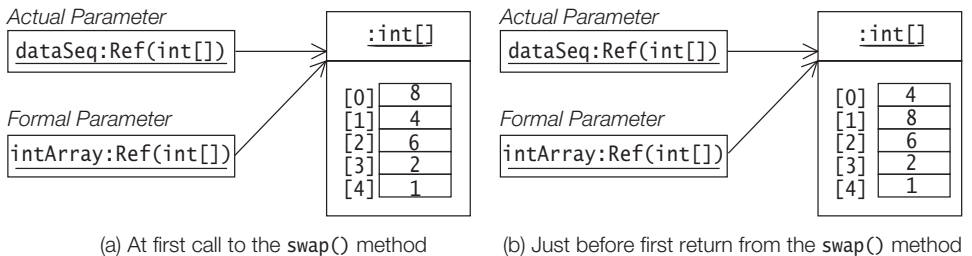 Actual Parameter
dataSeq:Ref(int[])
Formal Parameter
intArray:Ref(int[])
:int[]
[0] 8
[1] 4
[2] 6
[3] 2
[4] 1
(a) At first call to the swap() method
Actual Parameter
dataSeq:Ref(int[])
Formal Parameter
intArray:Ref(int[])
:int[]
[0] 4
[1] 8
[2] 6
[3] 2
[4] 1
(b) Just before first return from the swap() method